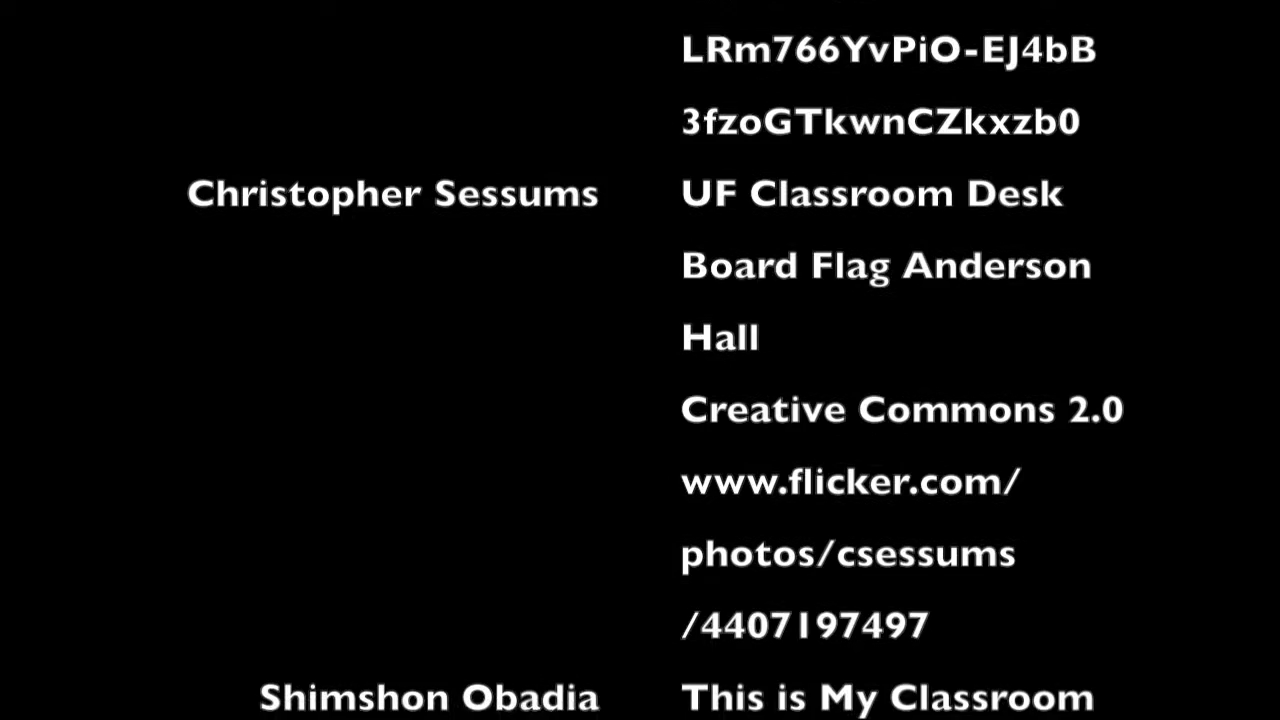 LRm766YvPiO-EJ4bB
3fzoGTkwnCZkxzb0
Christopher Sessums UF Classroom Desk
Board Flag Anderson
Hall
Creative Commons 2.0
www.flicker.com/
photos/csessums
/4407197497
Shimshon Obadia This is My Classroom